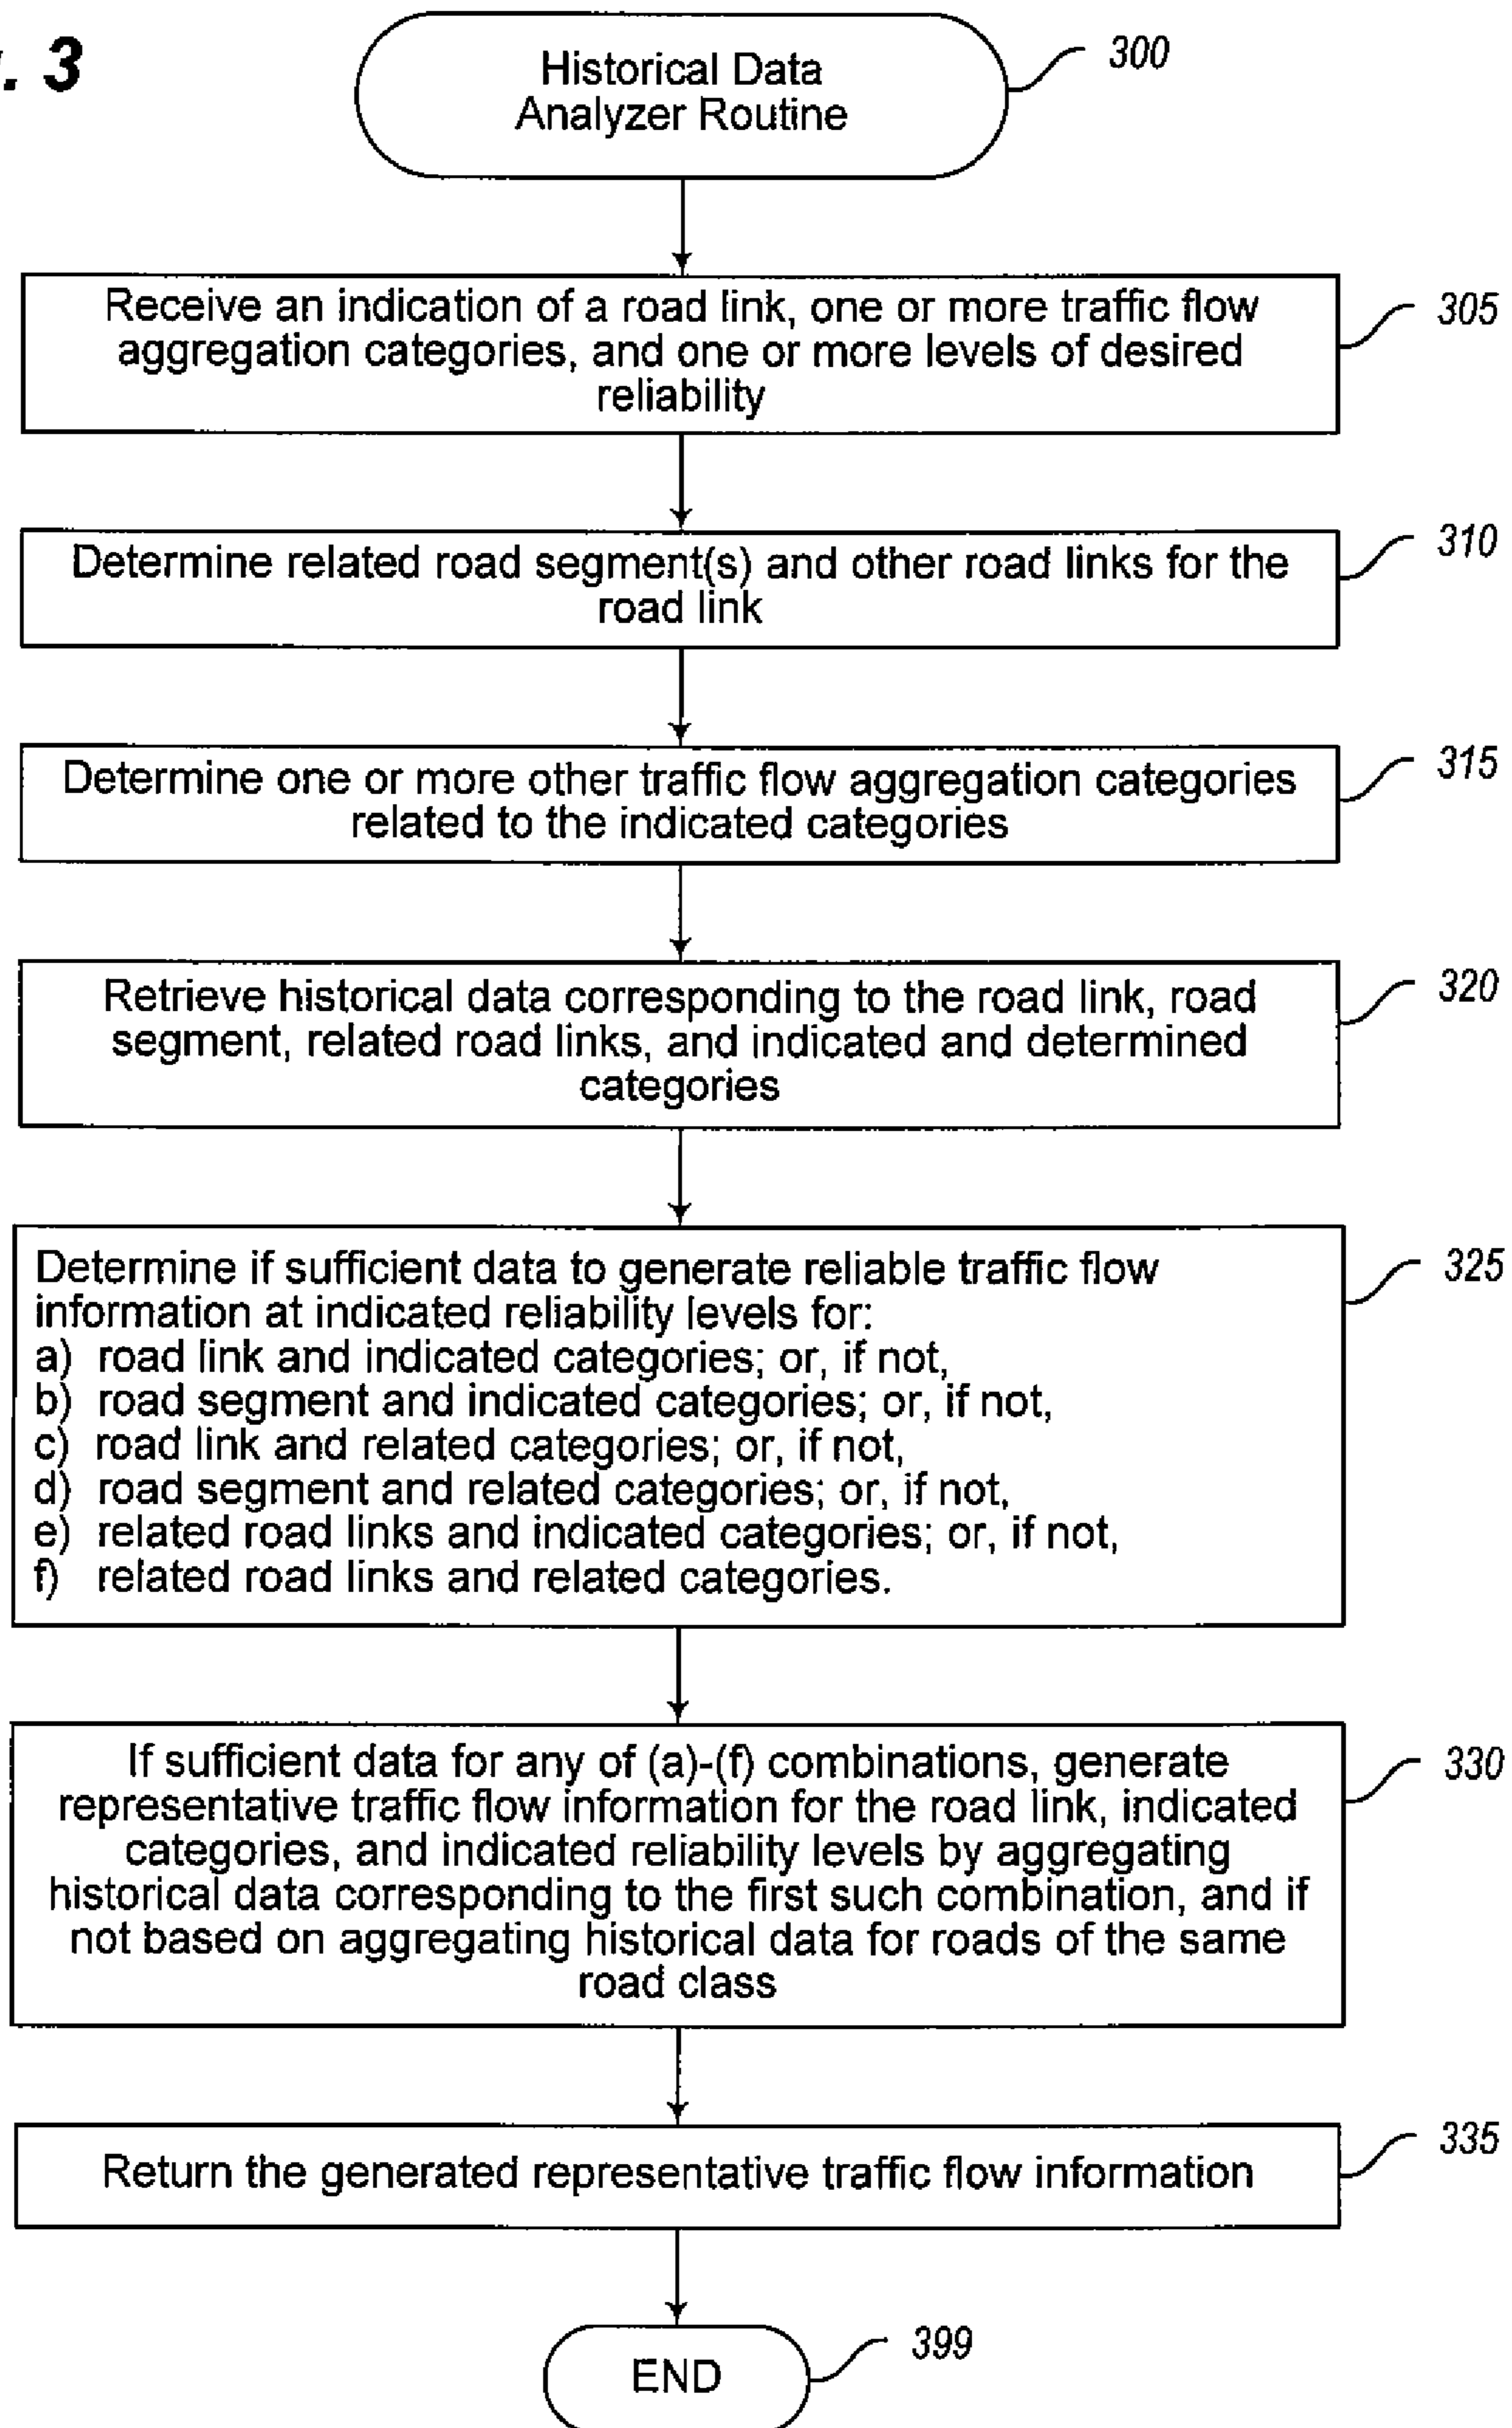 . 3
Historical Data
Analyzer Routine
300
Receive an indication of a road link, one or more traffic flow
aggregation categories, and one or more levels of desired
reliability
305
Determine related road segment(s) and other road links for the
road link
310
Determine one or more other traffic flow aggregation categories
related to the indicated categories
315
Retrieve historical data corresponding to the road link, road
segment, related road links, and indicated and determined
categories
320
Determine if sufficient data to generate reliable traffic flow
information at indicated reliability levels for:
a) road link and indicated categories; or, if not,
b) road segment and indicated categories; or, if not,
c) road link and related categories; or, if not,
d) road segment and related categories; or, if not,
e) related road links and indicated categories; or, if not,
f) related road links and related categories.
325
If sufficient data for any of (a)-(f) combinations, generate
representative traffic flow information for the road link, indicated
categories, and indicated reliability levels by aggregating
historical data corresponding to the first such combination, and if
not based on aggregating historical data for roads of the same
road class
330
Return the generated representative traffic flow information
335
END
399